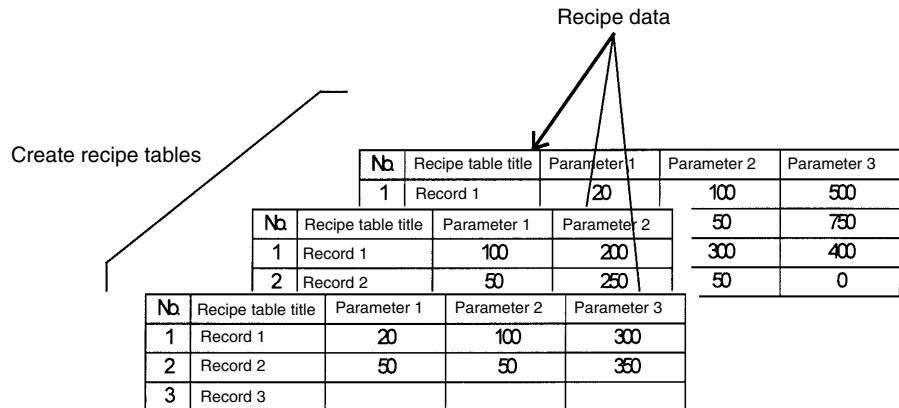 Recipe data
Create recipe tables
No. Recipe table title Parameter 1 Parameter 2 Parameter 3
1 Record 1 20 100 500
50 750
300 400
50 0
No. Recipe table title Parameter 1 Parameter 2
1 Record 1 100 200
2 Record 2 50 250
No. Recipe table title Parameter 1 Parameter 2 Parameter 3
1 Record 1 20 100 300
2 Record 2 50 50 350
3 Record 3